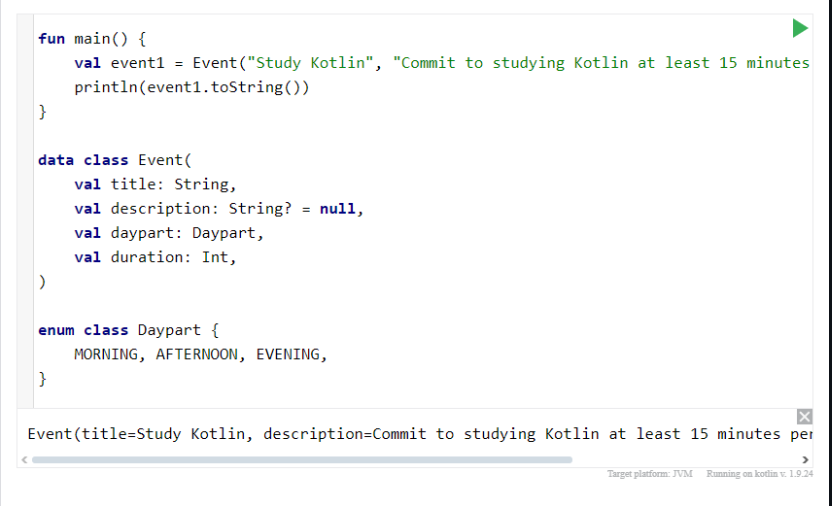 fun main() {
val event1 = Event("Study Kotlin", "Commit to studying Kotlin at least 15 minutes
println(event1.toString())
}
data class Event(
val title: String,
val description: String? = null,
val daypart: Daypart,
val duration: Int,
)
enum class Daypart {
MORNING, AFTERNOON, EVENING,
}
Event(title=Study Kotlin, description=Commit to studying Kotlin at least 15 minutes per
Target platform: JVM Running on kotlin v. 1.9.24